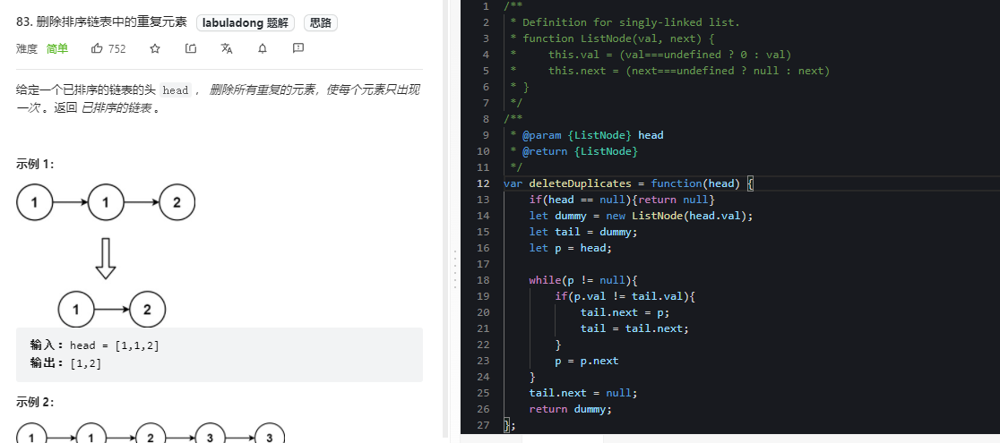 83. 删除排序链表中的重复元素 labuladong 题解 思路
难度 简单 752
给定一个已排序的链表的头 head ， 删除所有重复的元素，使每个元素只出现
一次 。返回 已排序的链表 。
示例 1：
1 1 2
1 2
输入：head = [1,1,2]
输出：[1,2]
示例 2：
1 1 2 3 3
1 /**
2  * Definition for singly-linked list.
3  * function ListNode(val, next) {
4  *     this.val = (val===undefined ? 0 : val)
5  *     this.next = (next===undefined ? null : next)
6  * }
7  */
8 /**
9  * @param {ListNode} head
10  * @return {ListNode}
11  */
12 var deleteDuplicates = function(head) {
13     if(head == null){return null}
14     let dummy = new ListNode(head.val);
15     let tail = dummy;
16     let p = head;
17
18     while(p != null){
19         if(p.val != tail.val){
20             tail.next = p;
21             tail = tail.next;
22         }
23         p = p.next
24     }
25     tail.next = null;
26     return dummy;
27 };